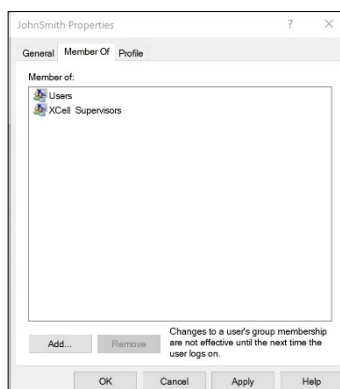 JohnSmith Properties ? ×
General Member Of Profile
Member of:
Users
XCell Supervisors
Add... Remove
Changes to a user's group membership
are not effective until the next time the
user logs on.
OK Cancel Apply Help